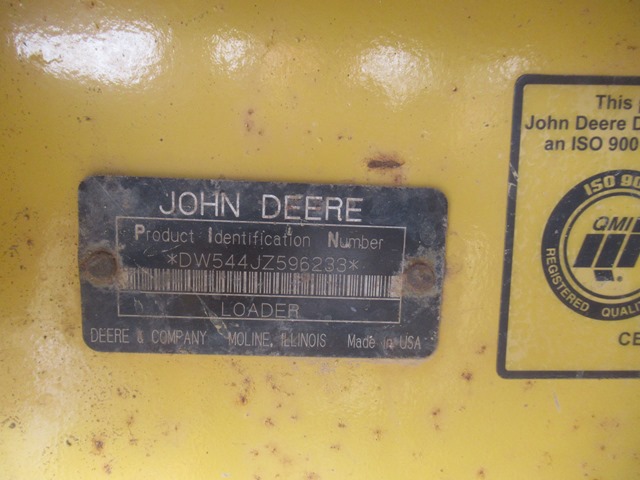 JOHN DEERE
Product Identification Number
*DW544JZ596233*
LOADER
DEERE & COMPANY MOLINE, ILLINOIS Made in USA
This
John Deere D
an ISO 900
ISO 90
QMI
REGISTERED QUALI
CE